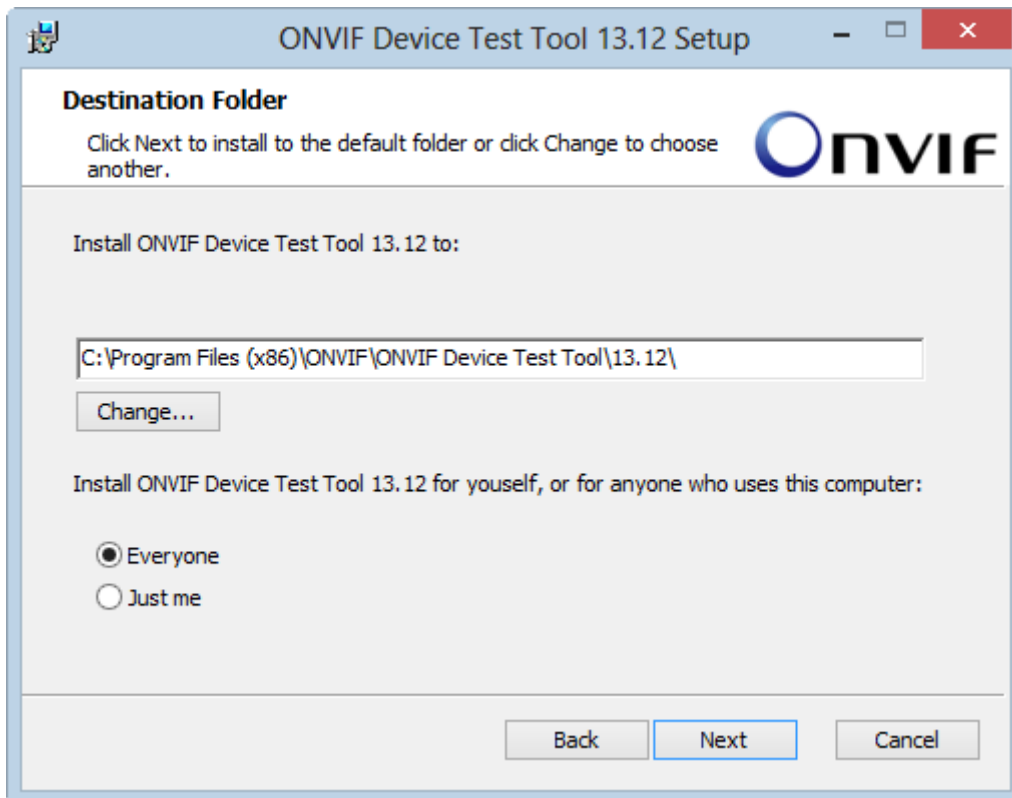 ONVIF Device Test Tool 13.12 Setup
Destination Folder
Click Next to install to the default folder or click Change to choose
another.
ONVIF
Install ONVIF Device Test Tool 13.12 to:
C:\Program Files (x86)\ONVIF\ONVIF Device Test Tool\13.12\
Change...
Install ONVIF Device Test Tool 13.12 for youself, or for anyone who uses this computer:
Everyone
Just me
Back Next Cancel